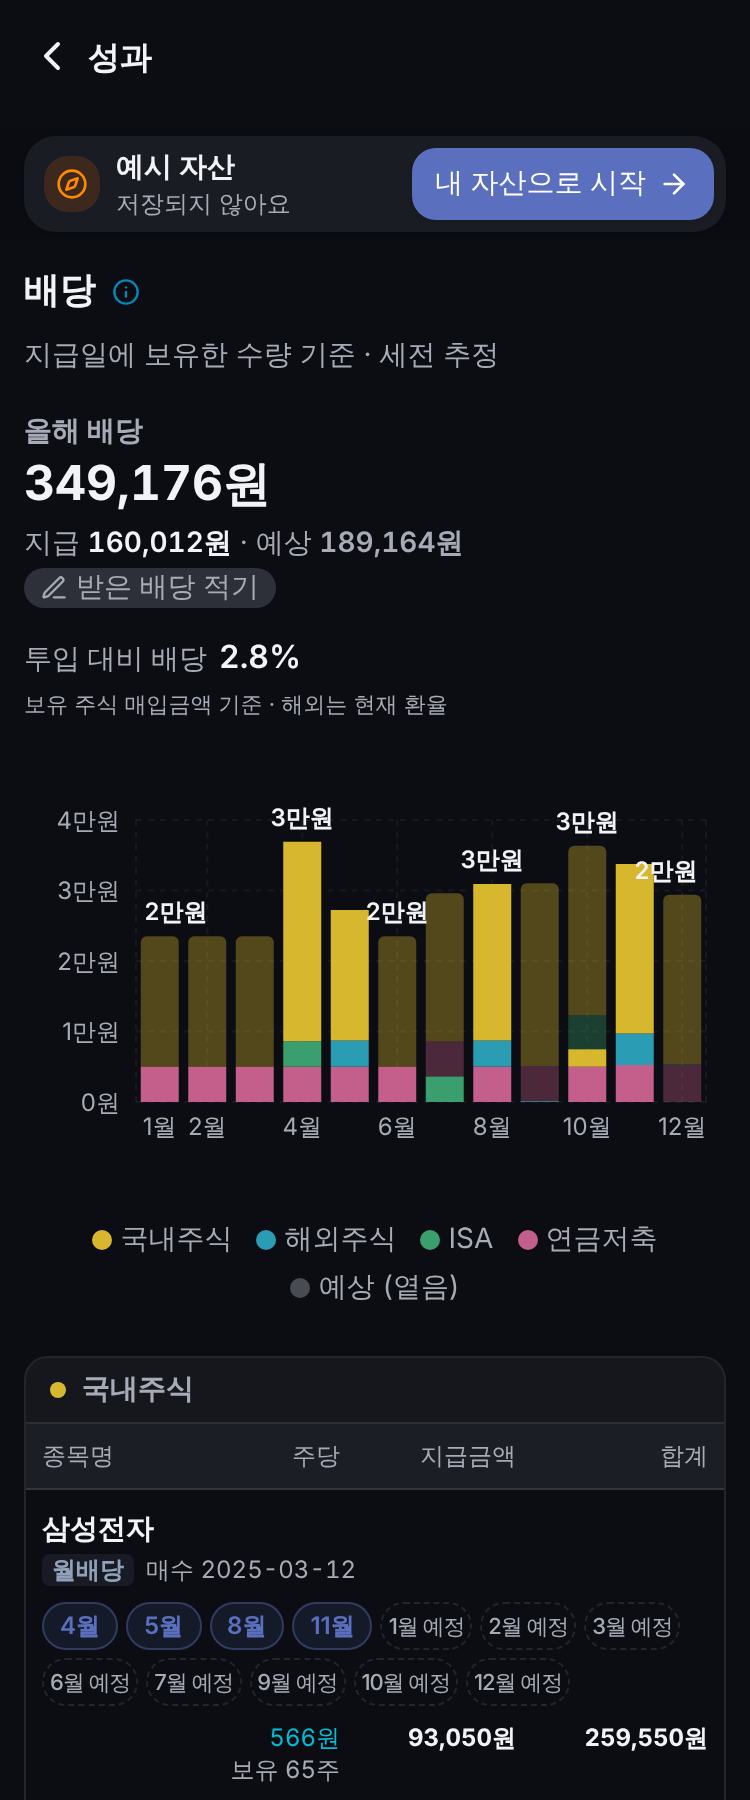 성과
예시 자산
저장되지 않아요
내 자산으로 시작
배당
지급일에 보유한 수량 기준 · 세전 추정
올해 배당
349,176원
지급 160,012원 · 예상 189,164원
받은 배당 적기
투입 대비 배당 2.8%
보유 주식 매입금액 기준 · 해외는 현재 환율
4만원
3만원
2만원
1만원
0원
2만원
3만원
2만원
3만원
3만원
2만원
1월 2월 4월 6월 8월 10월 12월
국내주식 해외주식 ISA 연금저축
예상 (옅음)
국내주식
종목명 주당 지급금액 합계
삼성전자
월배당 매수 2025-03-12
4월 5월 8월 11월 1월 예정 2월 예정 3월 예정
6월 예정 7월 예정 9월 예정 10월 예정 12월 예정
566원 93,050원 259,550원
보유 65주